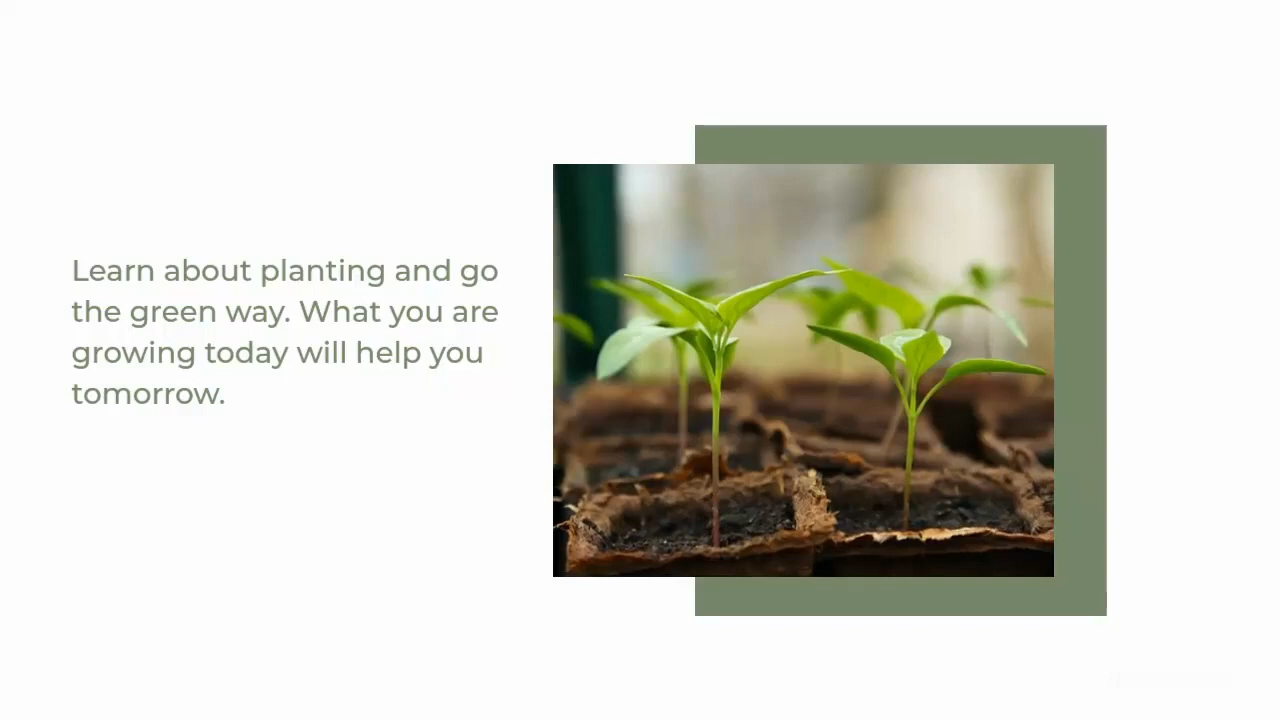 Learn about planting and go
the green way. What you are
growing today will help you
tomorrow.